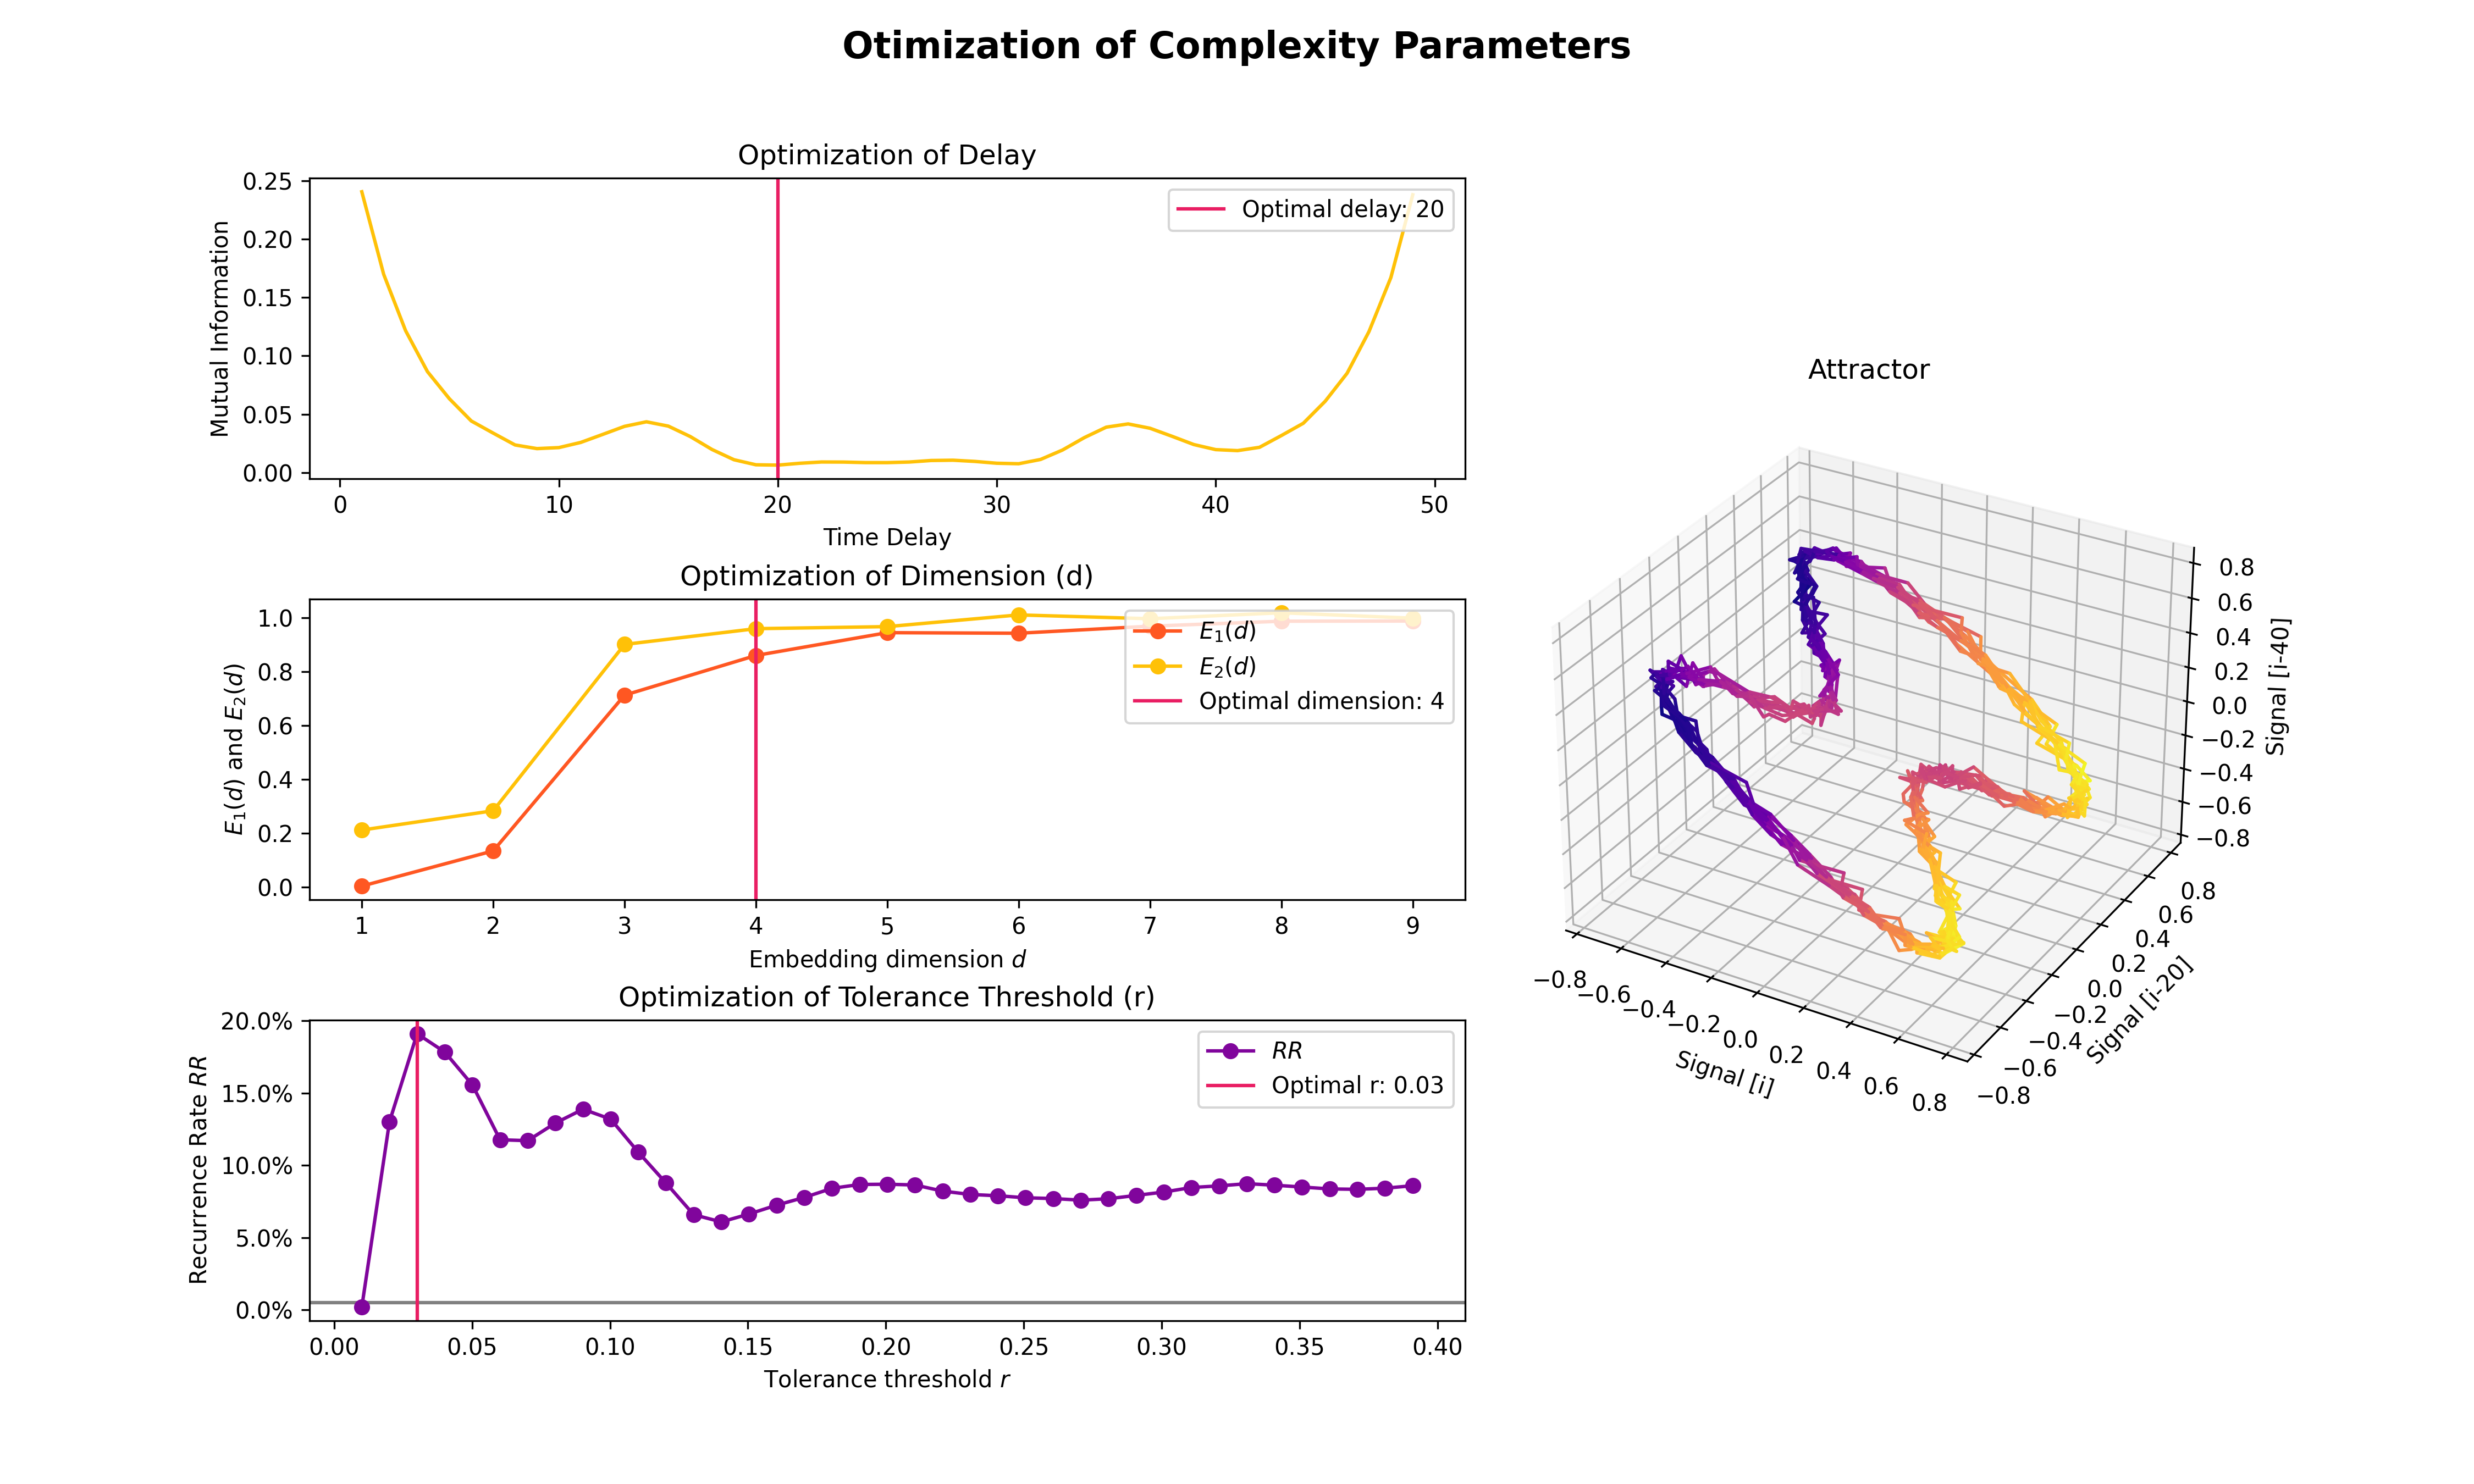 Otimization of Complexity Parameters
Optimization of Delay
Mutual Information
0.25
0.20
0.15
0.10
0.05
0.00
Optimal delay: 20
0 10 20 30 40 50
Time Delay
Optimization of Dimension (d)
E₁(d) and E₂(d)
1.0
0.8
0.6
0.4
0.2
0.0
E₁(d)
E₂(d)
Optimal dimension: 4
1 2 3 4 5 6 7 8 9
Embedding dimension d
Optimization of Tolerance Threshold (r)
Recurrence Rate RR
20.0%
15.0%
10.0%
5.0%
0.0%
RR
Optimal r: 0.03
0.00 0.05 0.10 0.15 0.20 0.25 0.30 0.35 0.40
Tolerance threshold r
Attractor
0.8
0.6
0.4
0.2
0.0
−0.2
−0.4
−0.6
−0.8
Signal [i-40]
0.8
0.6
0.4
0.2
0.0
−0.2
−0.4
−0.6
−0.8
Signal [i-20]
−0.8 −0.6 −0.4 −0.2 0.0 0.2 0.4 0.6 0.8
Signal [i]